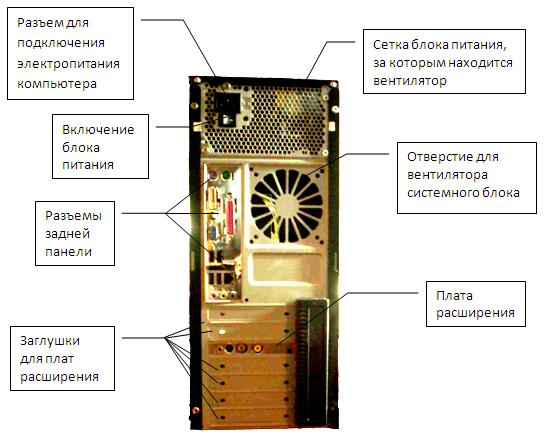 Разъем для
подключения
электропитания
компьютера
Сетка блока питания,
за которым находится
вентилятор
Включение
блока
питания
Отверстие для
вентилятора
системного блока
Разъемы
задней
панели
Плата
расширения
Заглушки
для плат
расширения